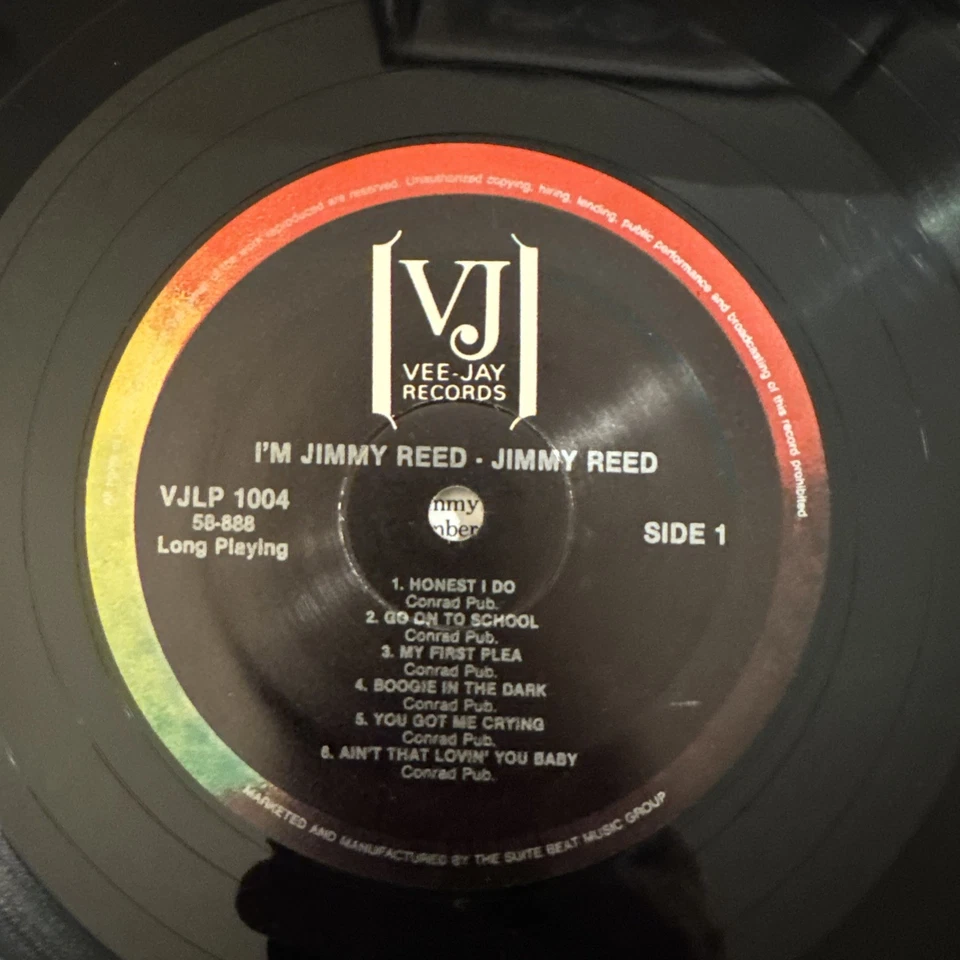 of the work reproduced are reserved. Unauthorized copying, hiring, lending, public performance and broadcasting of this record prohibited.
VJ
VEE-JAY
RECORDS
I'M JIMMY REED - JIMMY REED
VJLP 1004
58-888
Long Playing
nmy
nber
SIDE 1
1. HONEST I DO
Conrad Pub.
2. GO ON TO SCHOOL
Conrad Pub.
3. MY FIRST PLEA
Conrad Pub.
4. BOOGIE IN THE DARK
Conrad Pub.
5. YOU GOT ME CRYING
Conrad Pub.
6. AIN'T THAT LOVIN' YOU BABY
Conrad Pub.
MARKETED AND MANUFACTURED BY THE SUITE BEAT MUSIC GROUP